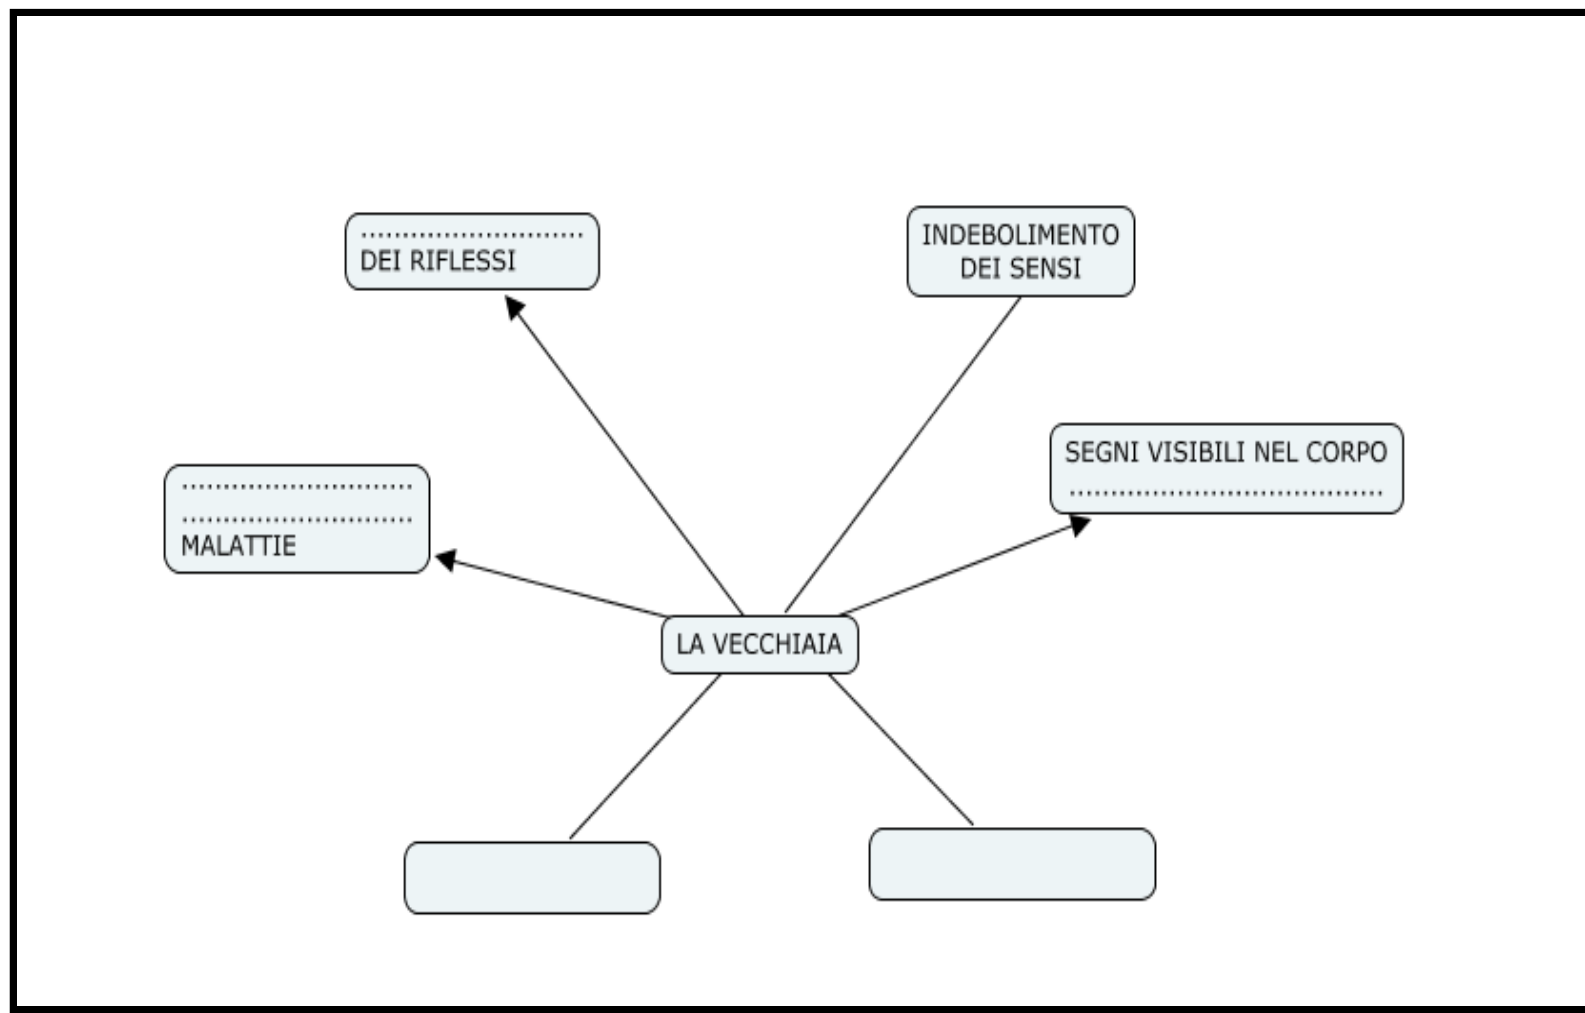 ...........................
DEI RIFLESSI
INDEBOLIMENTO
DEI SENSI
SEGNI VISIBILI NEL CORPO
......................................
............................
............................
MALATTIE
LA VECCHIAIA